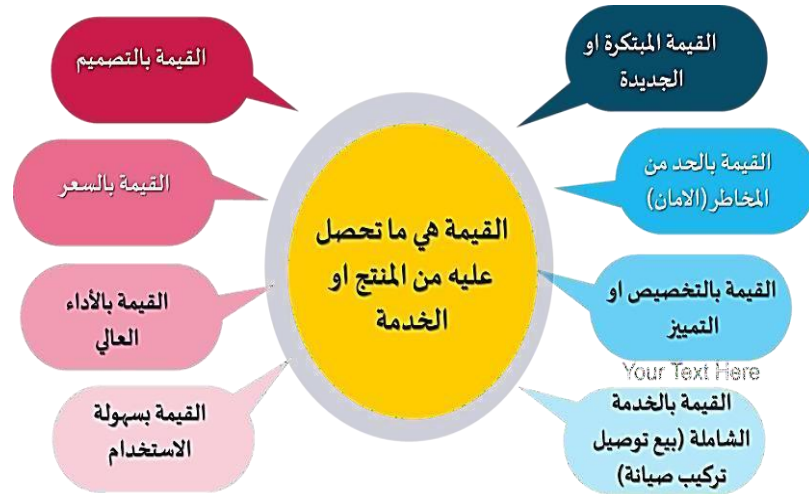 القيمة المبتكرة او
الجديدة
القيمة بالتصميم
القيمة بالحد من
المخاطر (الامان)
القيمة بالسعر
القيمة هي ما تحصل
عليه من المنتج او
الخدمة
القيمة بالتخصيص او
التمييز
القيمة بالأداء
العالي
Your Text Here
القيمة بالخدمة
الشاملة (بيع توصيل
تركيب صيانة)
القيمة بسهولة
الاستخدام